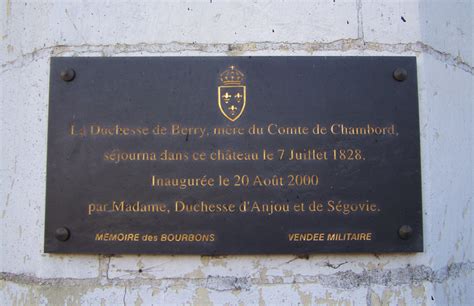 La Duchesse de Berry, mère du Comte de Chambord,
séjourna dans ce château le 7 Juillet 1828.
Inaugurée le 20 Août 2000
par Madame, Duchesse d'Anjou et de Ségovie.
MÉMOIRE des BOURBONS VENDEE MILITAIRE